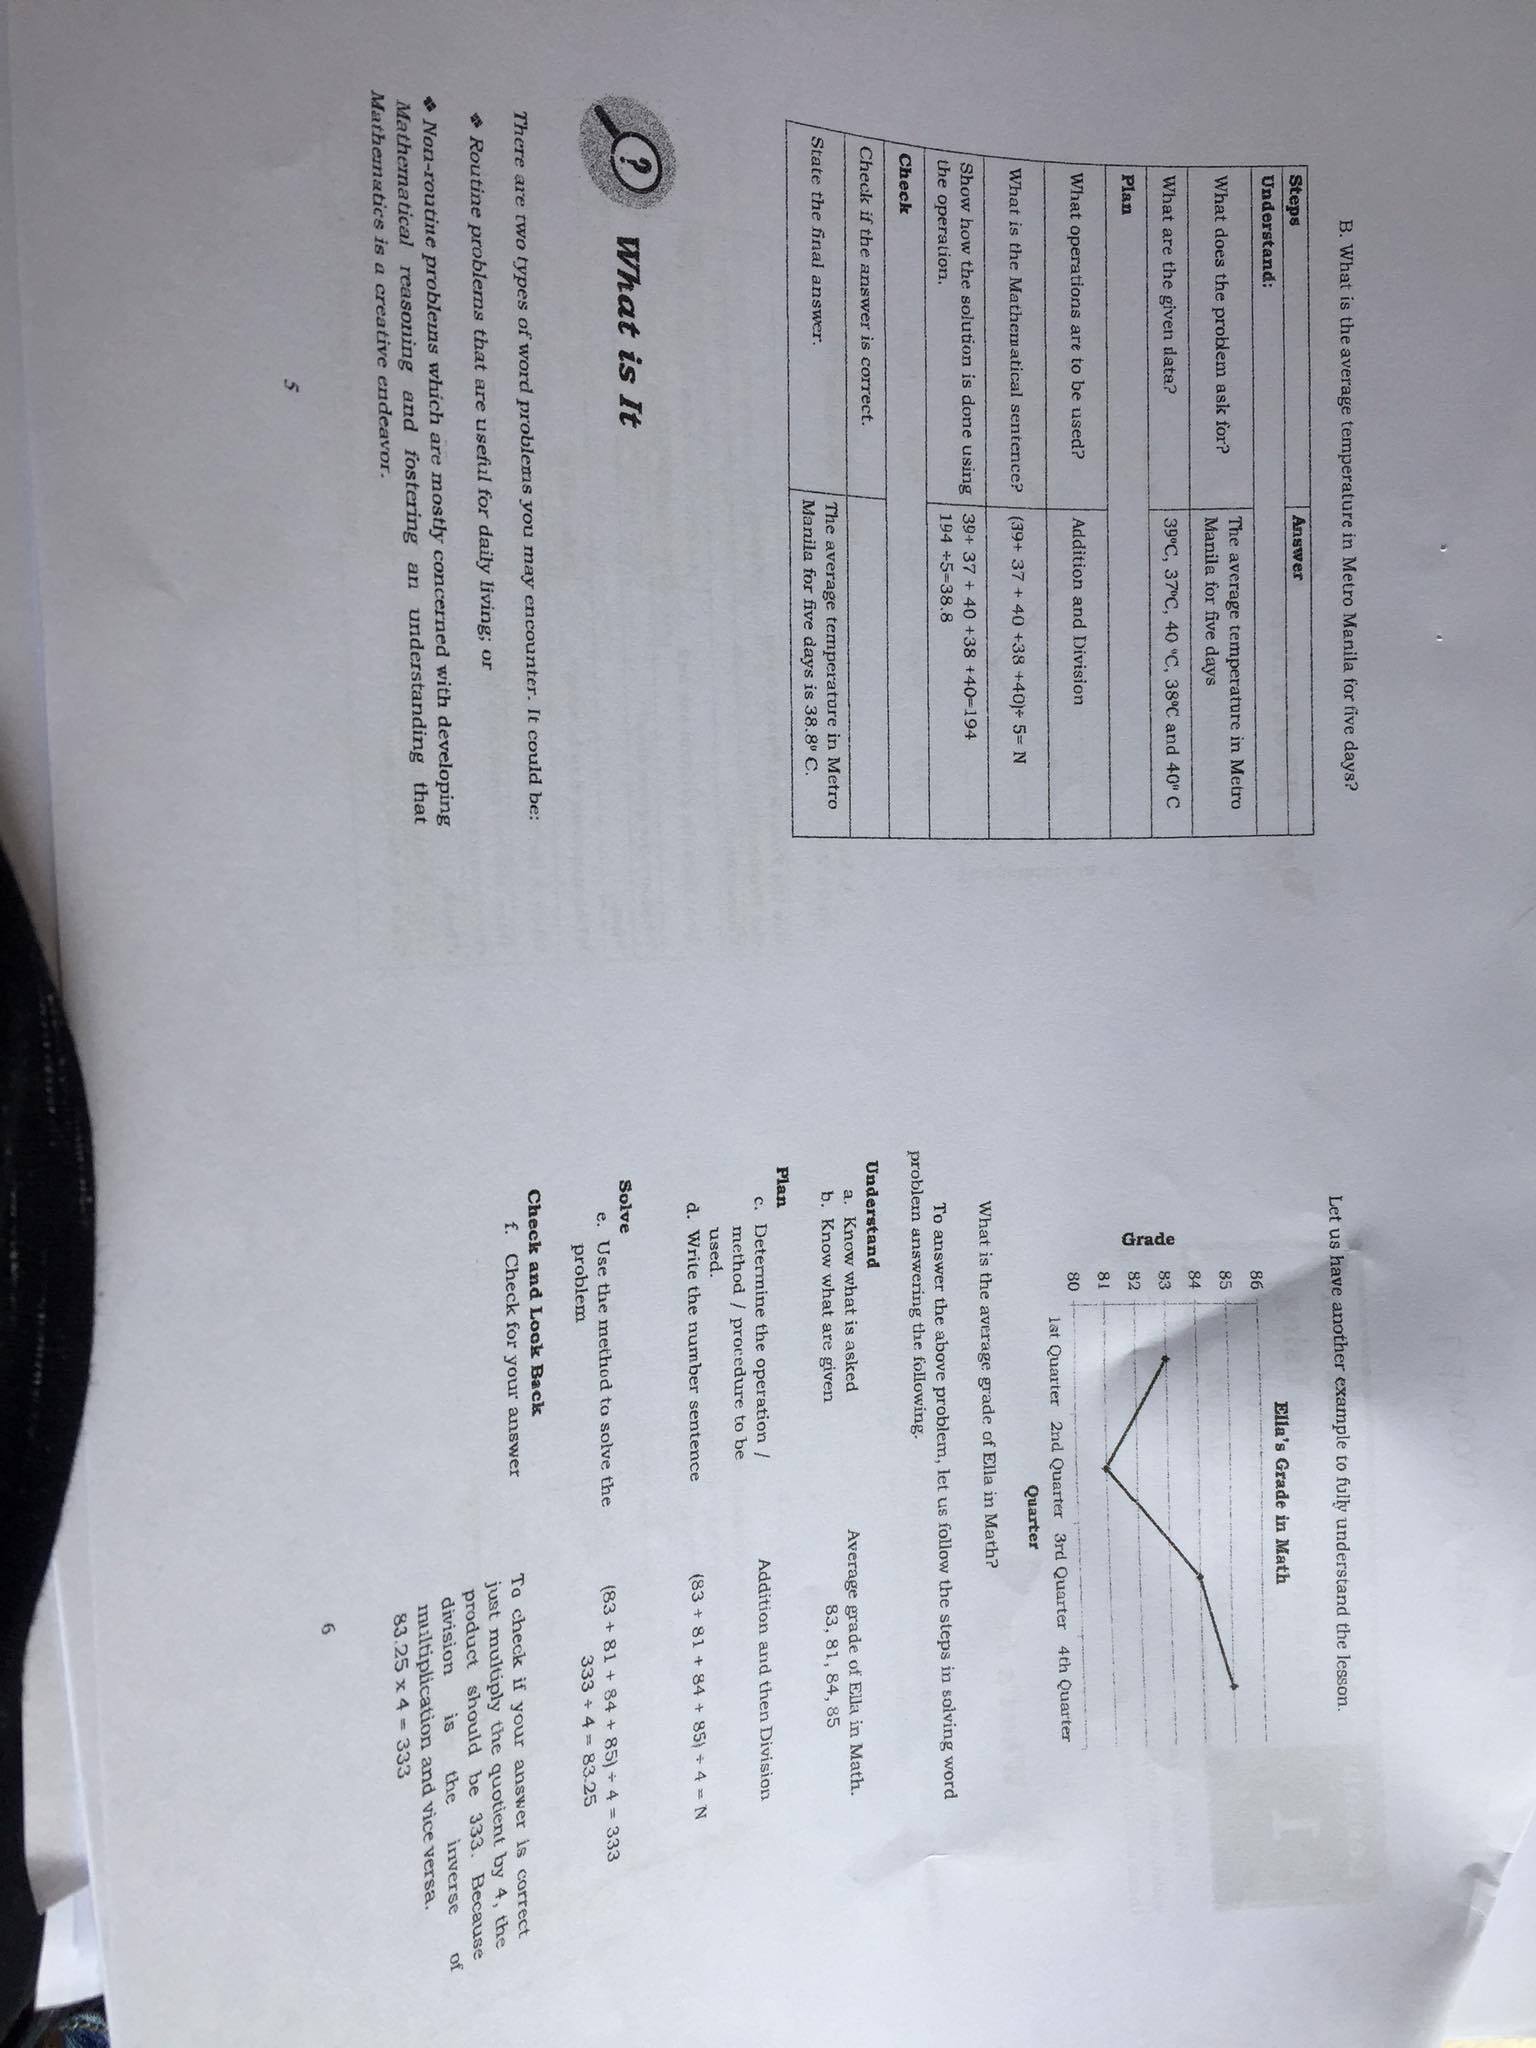 B. What is the average temperature in Metro Manila for five days?
Steps Answer
Understand:
What does the problem ask for? The average temperature in Metro
Manila for five days
What are the given data? 39⁰C, 37⁰C, 40 ⁰C, 38⁰C and 40⁰ C
Plan
What operations are to be used? Addition and Division
What is the Mathematical sentence? (39+ 37 + 40 +38 +40)÷ 5= N
Show how the solution is done using 39+ 37 + 40 +38 +40=194
the operation. 194 ÷5=38.8
Check
Check if the answer is correct.
State the final answer. The average temperature in Metro
Manila for five days is 38.8⁰ C.
? What is It
There are two types of word problems you may encounter. It could be:
❖ Routine problems that are useful for daily living; or
❖ Non-routine problems which are mostly concerned with developing
Mathematical reasoning and fostering an understanding that
Mathematics is a creative endeavor.
5
Let us have another example to fully understand the lesson.
Ella's Grade in Math
86
85
84
83
82
81
80
Grade
1st Quarter 2nd Quarter 3rd Quarter 4th Quarter
Quarter
What is the average grade of Ella in Math?
To answer the above problem, let us follow the steps in solving word
problem answering the following.
Understand
a. Know what is asked Average grade of Ella in Math.
b. Know what are given 83, 81, 84, 85
Plan
c. Determine the operation / Addition and then Division
method / procedure to be
used.
d. Write the number sentence (83 + 81 + 84 + 85) ÷ 4 = N
Solve
e. Use the method to solve the (83 + 81 + 84 + 85) ÷ 4 = 333
problem 333 ÷ 4 = 83.25
Check and Look Back
f. Check for your answer To check if your answer is correct
just multiply the quotient by 4, the
product should be 333. Because
division is the inverse of
multiplication and vice versa.
83.25 x 4 = 333
6